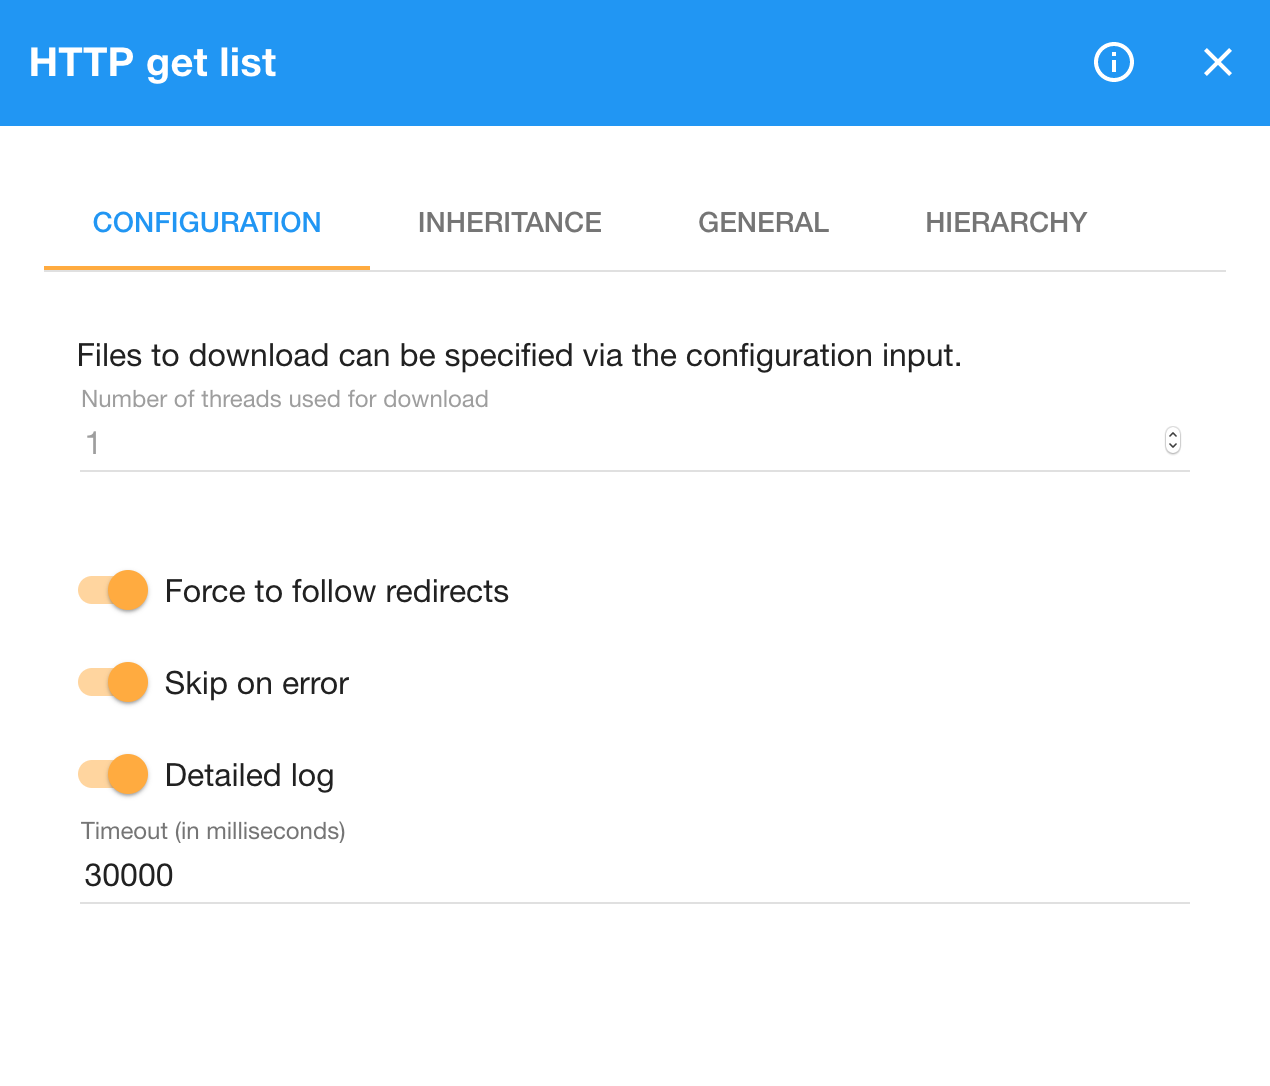 HTTP get list
CONFIGURATION INHERITANCE GENERAL HIERARCHY
Files to download can be specified via the configuration input.
Number of threads used for download
1
Force to follow redirects
Skip on error
Detailed log
Timeout (in milliseconds)
30000